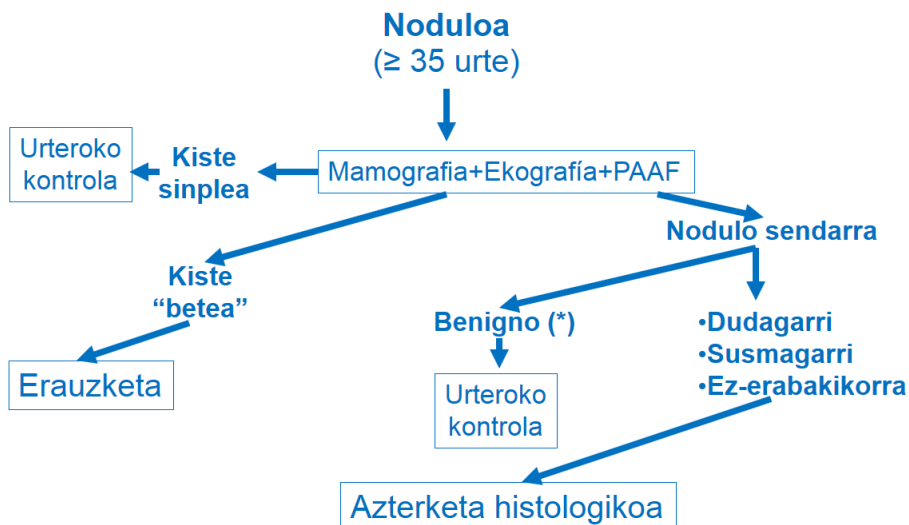 Noduloa
(≥ 35 urte)
Urteroko
kontrola
Kiste
sinplea
Mamografia+Ekografía+PAAF
Nodulo sendarra
Kiste
“betea”
Benigno (*)
•Dudagarri
•Susmagarri
•Ez-erabakikorra
Erauzketa
Urteroko
kontrola
Azterketa histologikoa